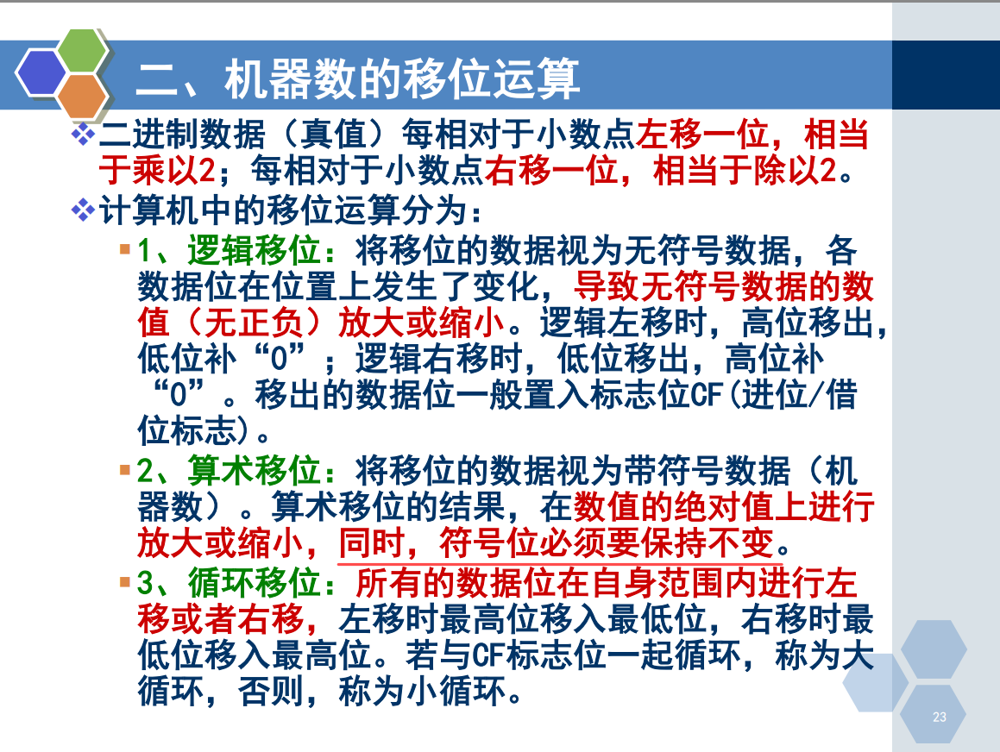 二、机器数的移位运算
二进制数据（真值）每相对于小数点左移一位，相当
于乘以2；每相对于小数点右移一位，相当于除以2。
计算机中的移位运算分为：
1、逻辑移位：将移位的数据视为无符号数据，各
数据位在位置上发生了变化，导致无符号数据的数
值（无正负）放大或缩小。逻辑左移时，高位移出，
低位补“0”；逻辑右移时，低位移出，高位补
“0”。移出的数据位一般置入标志位CF(进位/借
位标志)。
2、算术移位：将移位的数据视为带符号数据（机
器数）。算术移位的结果，在数值的绝对值上进行
放大或缩小，同时，符号位必须要保持不变。
3、循环移位：所有的数据位在自身范围内进行左
移或者右移，左移时最高位移入最低位，右移时最
低位移入最高位。若与CF标志位一起循环，称为大
循环，否则，称为小循环。
23